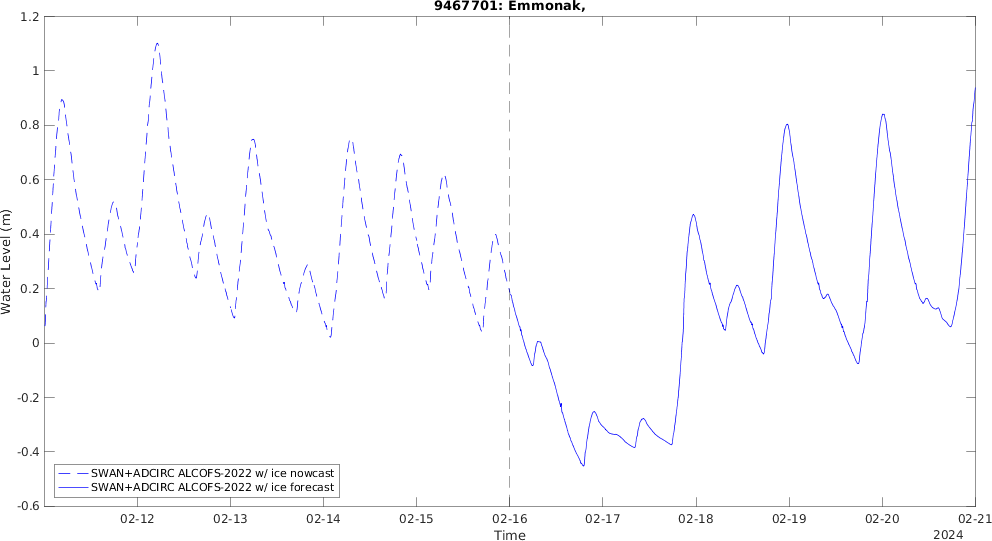 9467701: Emmonak,
1.2
1
0.8
0.6
0.4
0.2
0
-0.2
-0.4
-0.6
Water Level (m)
SWAN+ADCIRC ALCOFS-2022 w/ ice nowcast
SWAN+ADCIRC ALCOFS-2022 w/ ice forecast
02-12 02-13 02-14 02-15 02-16 02-17 02-18 02-19 02-20 02-21
Time
2024